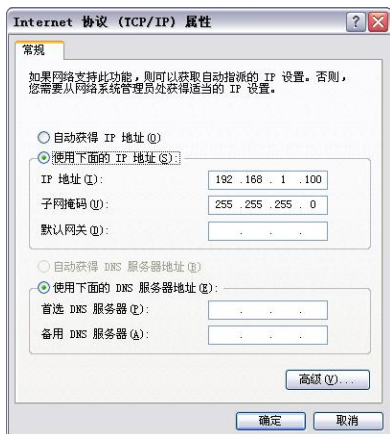 Internet 协议 (TCP/IP) 属性
常规
如果网络支持此功能，则可以获取自动指派的 IP 设置。否则，
您需要从网络系统管理员处获得适当的 IP 设置。
自动获得 IP 地址(O)
使用下面的 IP 地址(S):
IP 地址(I): 192 .168 . 1 .100
子网掩码(U): 255 .255 .255 . 0
默认网关(D): . . .
自动获得 DNS 服务器地址(B)
使用下面的 DNS 服务器地址(E):
首选 DNS 服务器(P): . . .
备用 DNS 服务器(A): . . .
高级(V)...
确定 取消